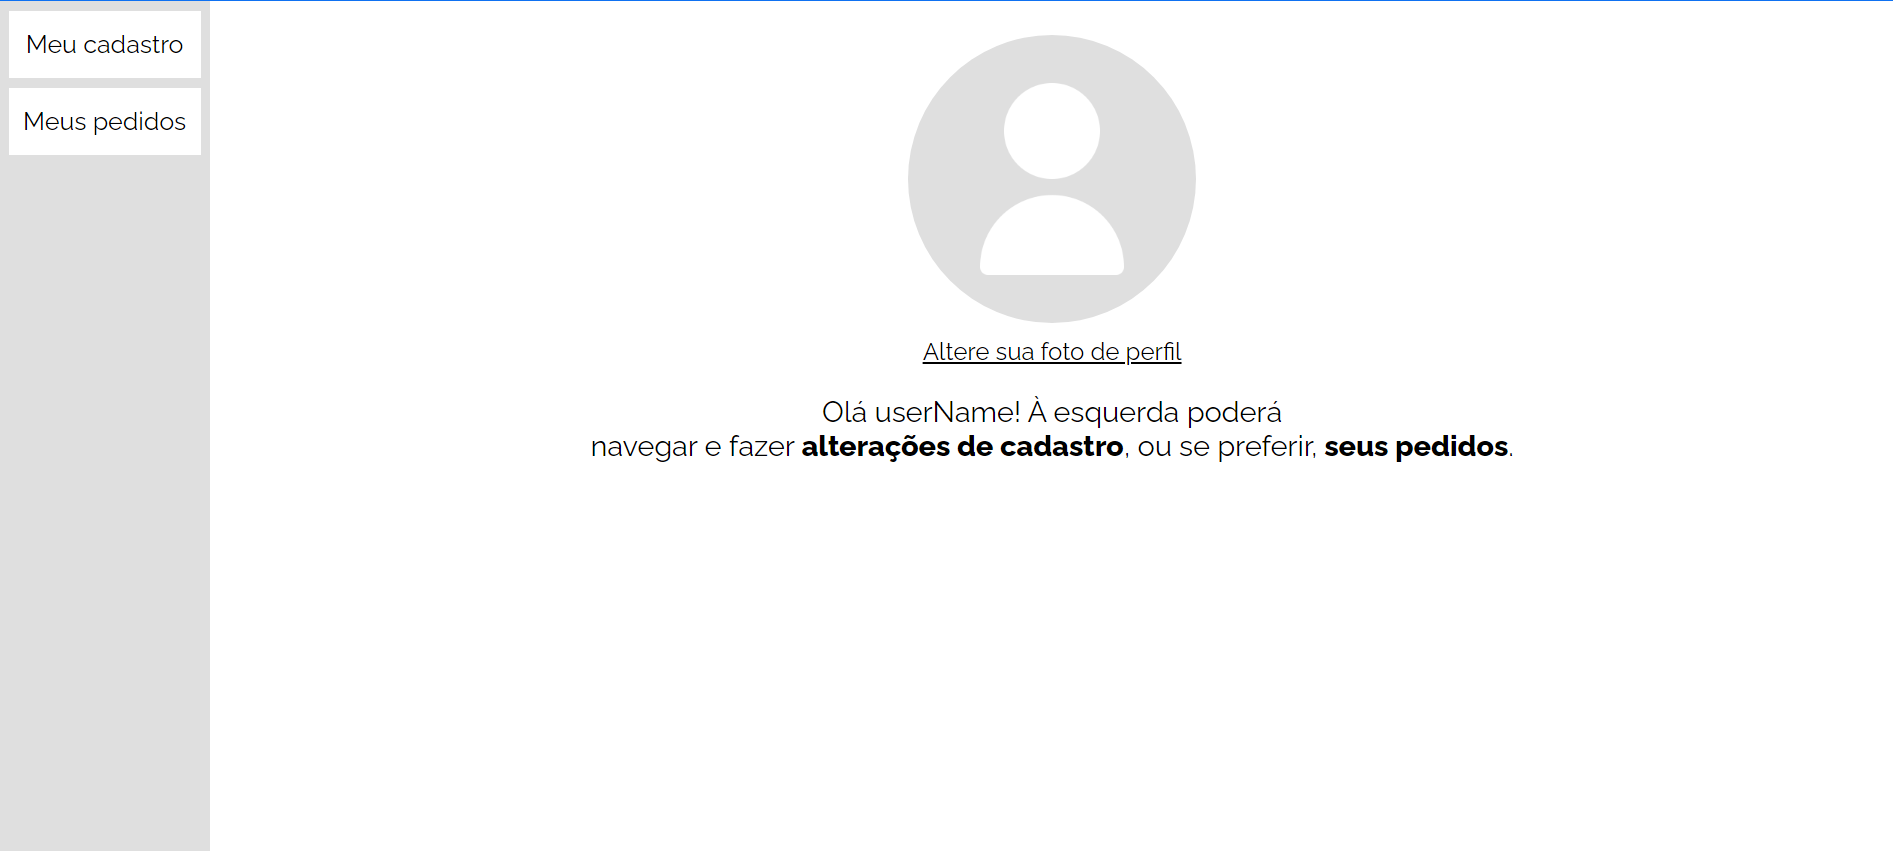 Meu cadastro
Meus pedidos
Altere sua foto de perfil
Olá userName! À esquerda poderá
navegar e fazer alterações de cadastro, ou se preferir, seus pedidos.